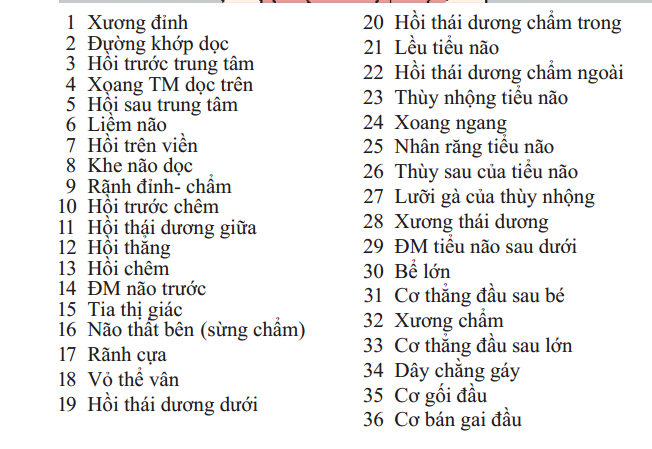 1 Xương đỉnh
2 Đường khớp dọc
3 Hồi trước trung tâm
4 Xọang TM dọc trên
5 Hồi sau trung tâm
6 Liềm não
7 Hồi trên viền
8 Khe não dọc
9 Rãnh đỉnh- chẩm
10 Hồi trước chêm
11 Hồi thái dương giữa
12 Hồi thẳng
13 Hồi chêm
14 ĐM não trước
15 Tia thị giác
16 Não thất bên (sừng chẩm)
17 Rãnh cựa
18 Vỏ thể vân
19 Hồi thái dương dưới
20 Hồi thái dương chẩm trong
21 Lều tiểu não
22 Hồi thái dương chẩm ngoài
23 Thùy nhộng tiểu não
24 Xoang ngang
25 Nhân răng tiểu não
26 Thùy sau của tiểu não
27 Lưỡi gà của thùy nhộng
28 Xương thái dương
29 ĐM tiểu não sau dưới
30 Bể lớn
31 Cơ thẳng đầu sau bé
32 Xương chẩm
33 Cơ thẳng đầu sau lớn
34 Dây chằng gáy
35 Cơ gối đầu
36 Cơ bán gai đầu